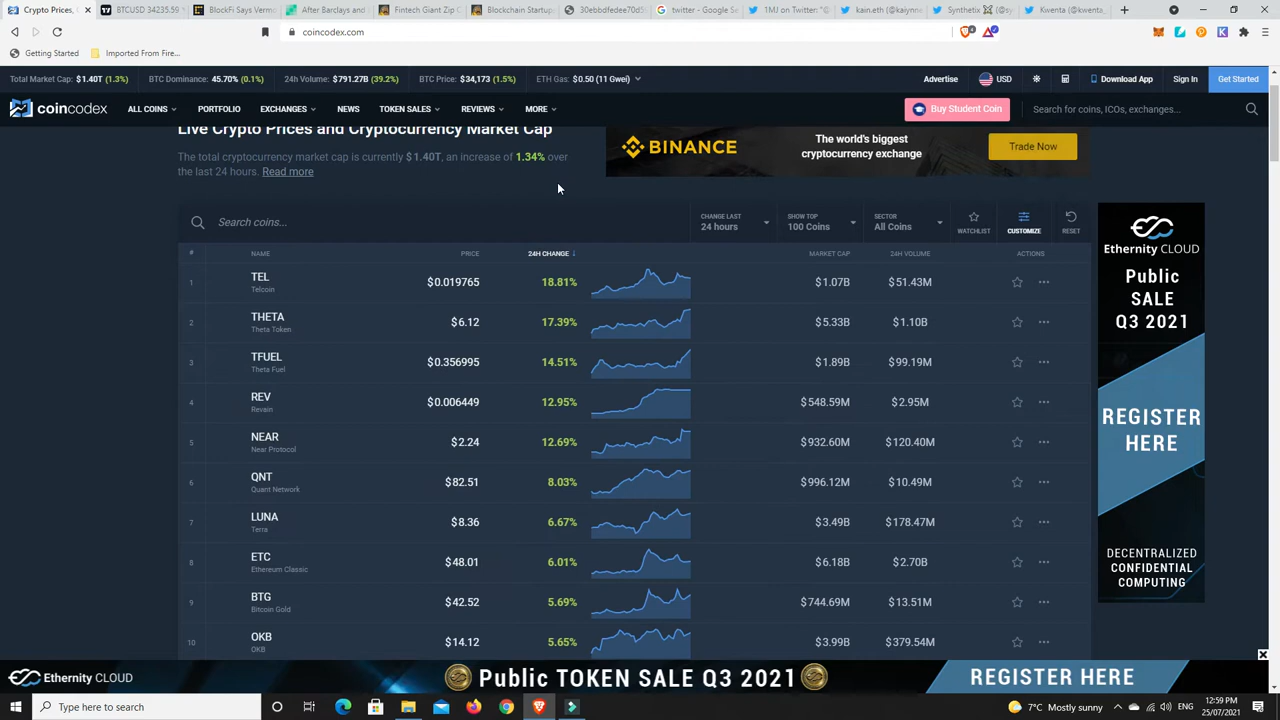 Crypto Prices, C
BTCUSD 34235.59
BlockFi Says Vermo
After Barclays and
Fintech Giant Zip C
Blockchain Startup
30ebbdfedee70d5
twitter - Google S
1MJ on Twitter: "@
kain.eth (@kaiynne
Synthetix (@sy
Kwenta (@kwenta_
coincodex.com
Getting Started Imported From Fire...
Total Market Cap: $1.40T (1.3%) BTC Dominance: 45.70% (0.1%) 24h Volume: $791.27B (39.2%) BTC Price: $34,173 (1.5%) ETH Gas: $0.50 (11 Gwei) Advertise USD Download App Sign In Get Started
coincodex ALL COINS PORTFOLIO EXCHANGES NEWS TOKEN SALES REVIEWS MORE Buy Student Coin Search for coins, ICOs, exchanges...
Live Crypto Prices and Cryptocurrency Market Cap
The total cryptocurrency market cap is currently $1.40T, an increase of 1.34% over
the last 24 hours. Read more
BINANCE
The world's biggest
cryptocurrency exchange
Trade Now
Search coins...
CHANGE LAST
24 hours
SHOW TOP
100 Coins
SECTOR
All Coins
WATCHLIST
CUSTOMIZE
RESET
# NAME PRICE 24H CHANGE ↓ MARKET CAP 24H VOLUME ACTIONS
1 TEL $0.019765 18.81% $1.07B $51.43M
Telcoin
2 THETA $6.12 17.39% $5.33B $1.10B
Theta Token
3 TFUEL $0.356995 14.51% $1.89B $99.19M
Theta Fuel
4 REV $0.006449 12.95% $548.59M $2.95M
Revain
5 NEAR $2.24 12.69% $932.60M $120.40M
Near Protocol
6 QNT $82.51 8.03% $996.12M $10.49M
Quant Network
7 LUNA $8.36 6.67% $3.49B $178.47M
Terra
8 ETC $48.01 6.01% $6.18B $2.70B
Ethereum Classic
9 BTG $42.52 5.69% $744.69M $13.51M
Bitcoin Gold
10 OKB $14.12 5.65% $3.99B $379.54M
OKB
Ethernity CLOUD
Public
SALE
Q3 2021
REGISTER
HERE
DECENTRALIZED
CONFIDENTIAL
COMPUTING
Ethernity CLOUD Public TOKEN SALE Q3 2021 REGISTER HERE
Type here to search
7°C Mostly sunny
ENG
12:59 PM
25/07/2021